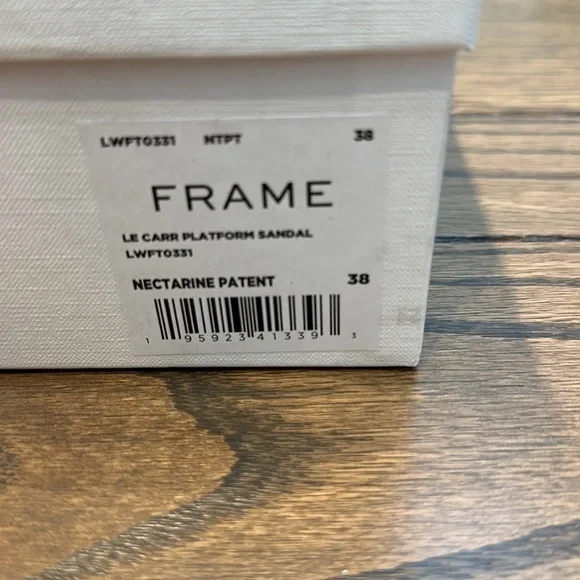 LWFT0331 NTPT 38
FRAME
LE CARR PLATFORM SANDAL
LWFT0331
NECTARINE PATENT 38
1 95923 41339 3